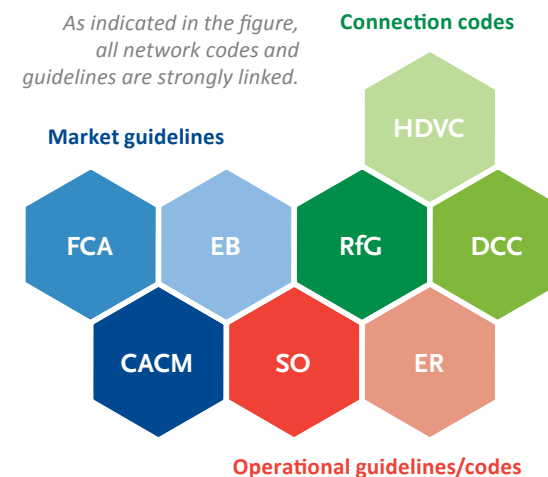 As indicated in the figure,
all network codes and
guidelines are strongly linked.
Connection codes
HDVC
Market guidelines
FCA
EB
RfG
DCC
CACM
SO
ER
Operational guidelines/codes